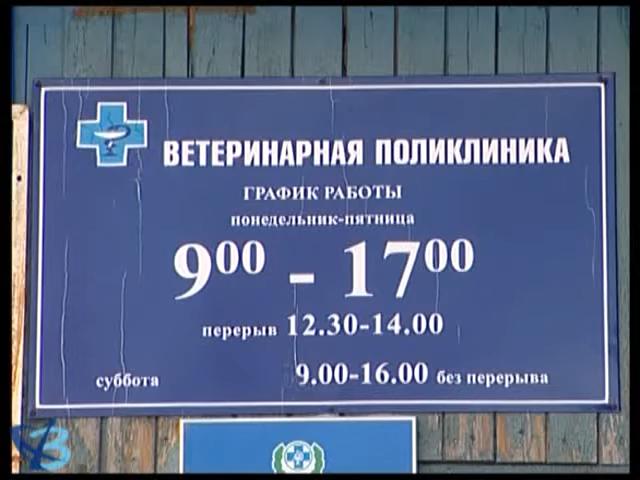 ВЕТЕРИНАРНАЯ ПОЛИКЛИНИКА
ГРАФИК РАБОТЫ
понедельник-пятница
9⁰⁰ - 17⁰⁰
перерыв 12.30-14.00
суббота 9.00-16.00 без перерыва